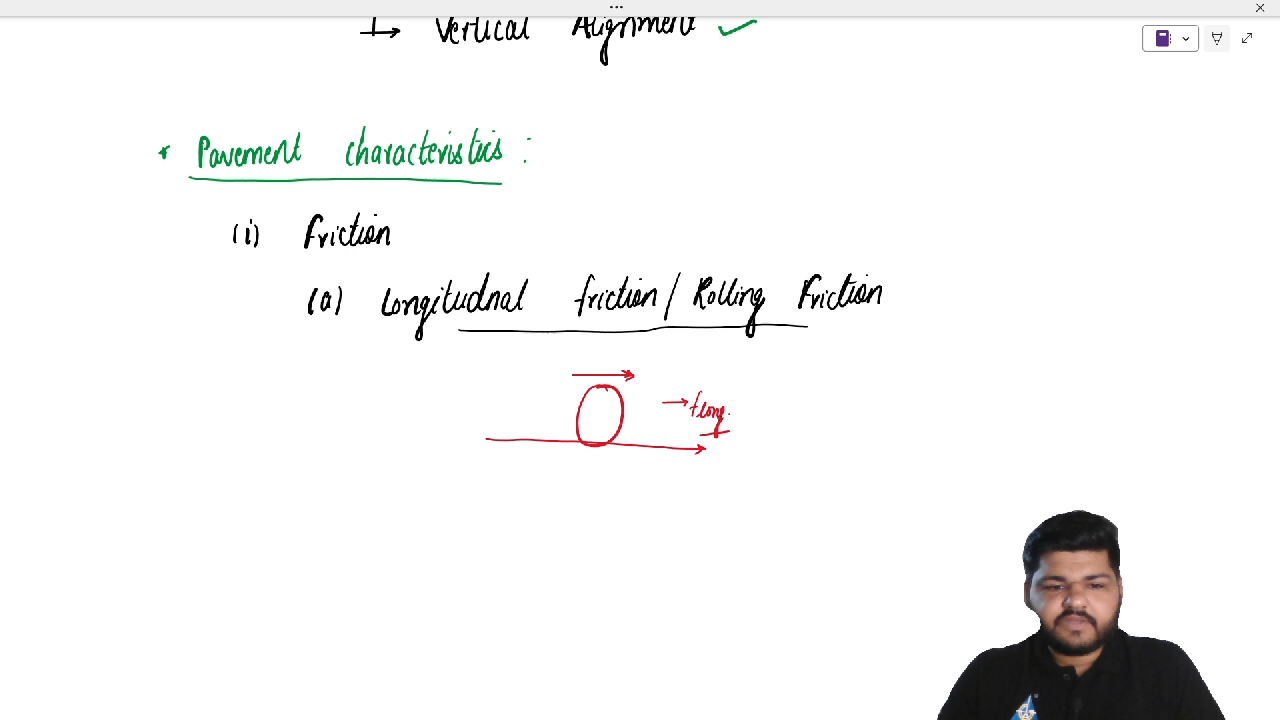 Vertical Alignment
* Pavement characteristics :
(i) Friction
(a) Longitudnal friction / Rolling Friction
flong.